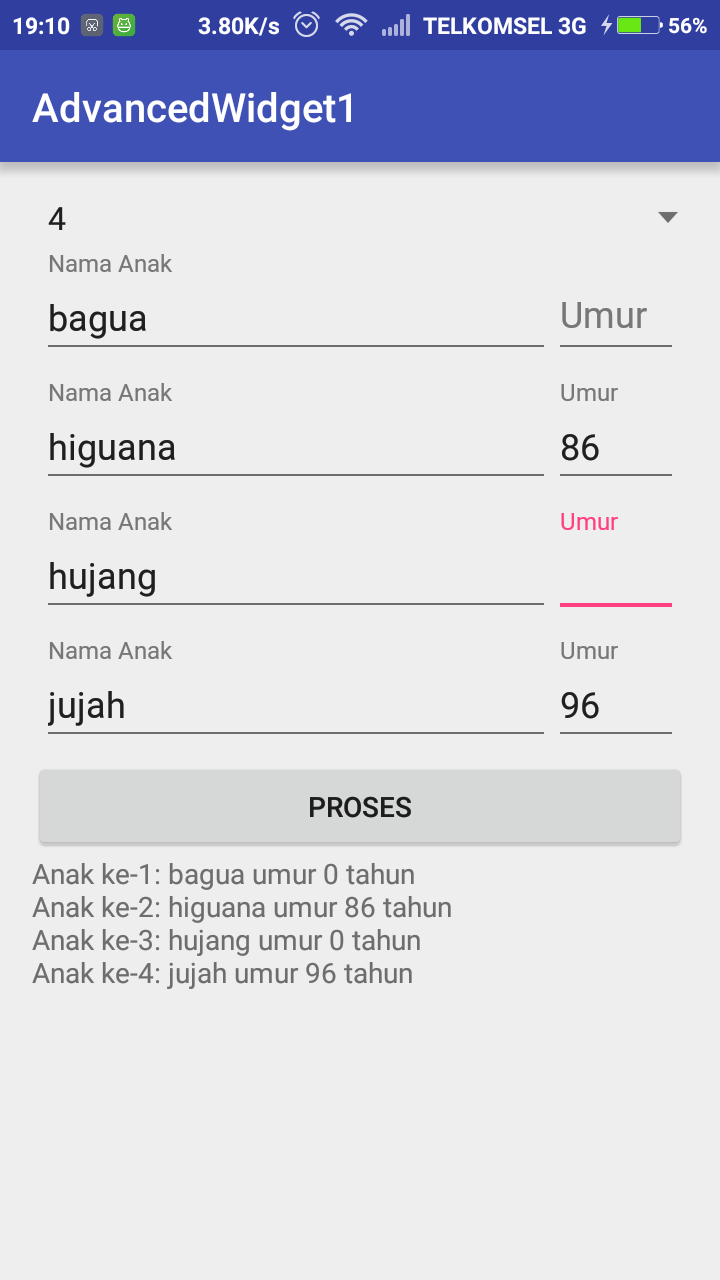 19:10 3.80K/s TELKOMSEL 3G 56%
AdvancedWidget1
4
Nama Anak
bagua Umur
Nama Anak Umur
higuana 86
Nama Anak Umur
hujang
Nama Anak Umur
jujah 96
PROSES
Anak ke-1: bagua umur 0 tahun
Anak ke-2: higuana umur 86 tahun
Anak ke-3: hujang umur 0 tahun
Anak ke-4: jujah umur 96 tahun